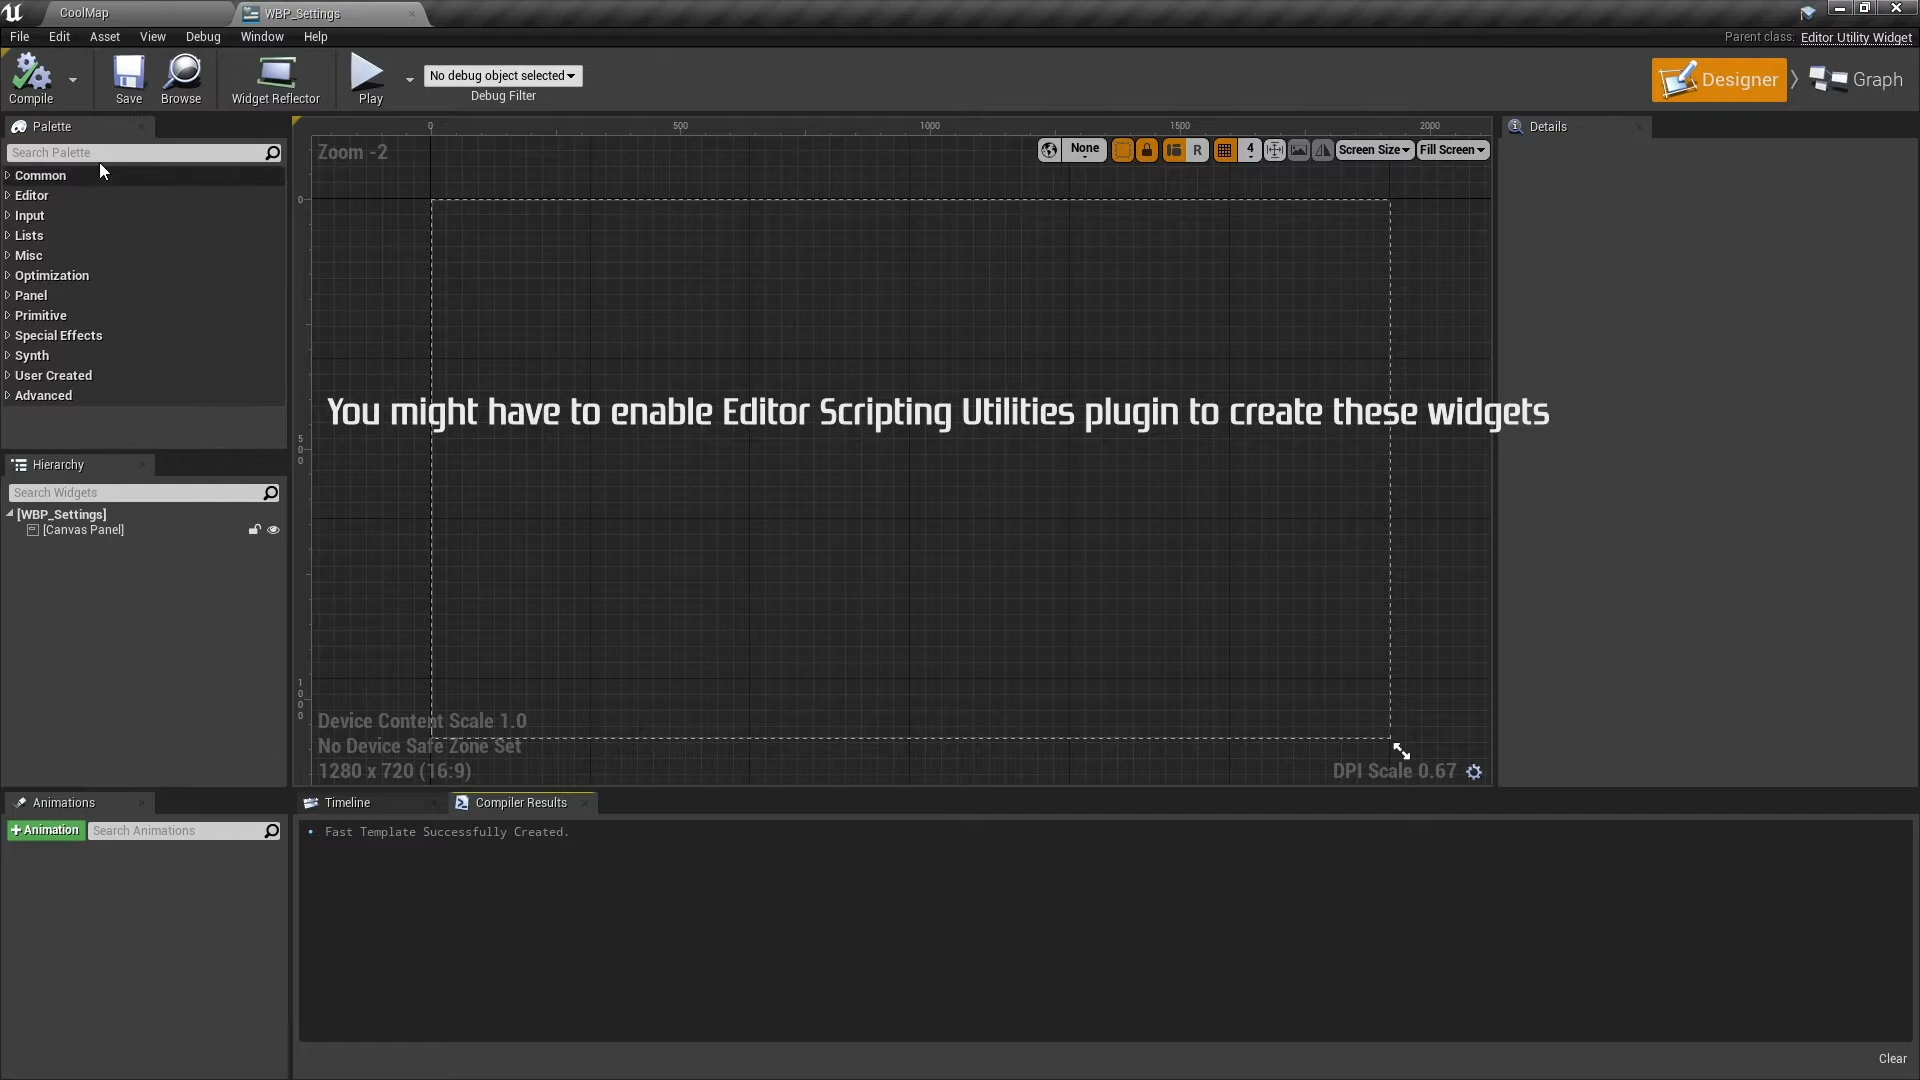 CoolMap
WBP_Settings
File Edit Asset View Debug Window Help
Parent class: Editor Utility Widget
Compile
Save
Browse
Widget Reflector
Play
No debug object selected
Debug Filter
Designer
Graph
Palette
Search Palette
Common
Editor
Input
Lists
Misc
Optimization
Panel
Primitive
Special Effects
Synth
User Created
Advanced
Hierarchy
Search Widgets
[WBP_Settings]
[Canvas Panel]
0 500 1000 1500 2000
Zoom -2
None
R
4
Screen Size
Fill Screen
0
500
1000
You might have to enable Editor Scripting Utilities plugin to create these widgets
Device Content Scale 1.0
No Device Safe Zone Set
1280 x 720 (16:9)
DPI Scale 0.67
Details
Animations
+Animation
Search Animations
Timeline
Compiler Results
• Fast Template Successfully Created.
Clear